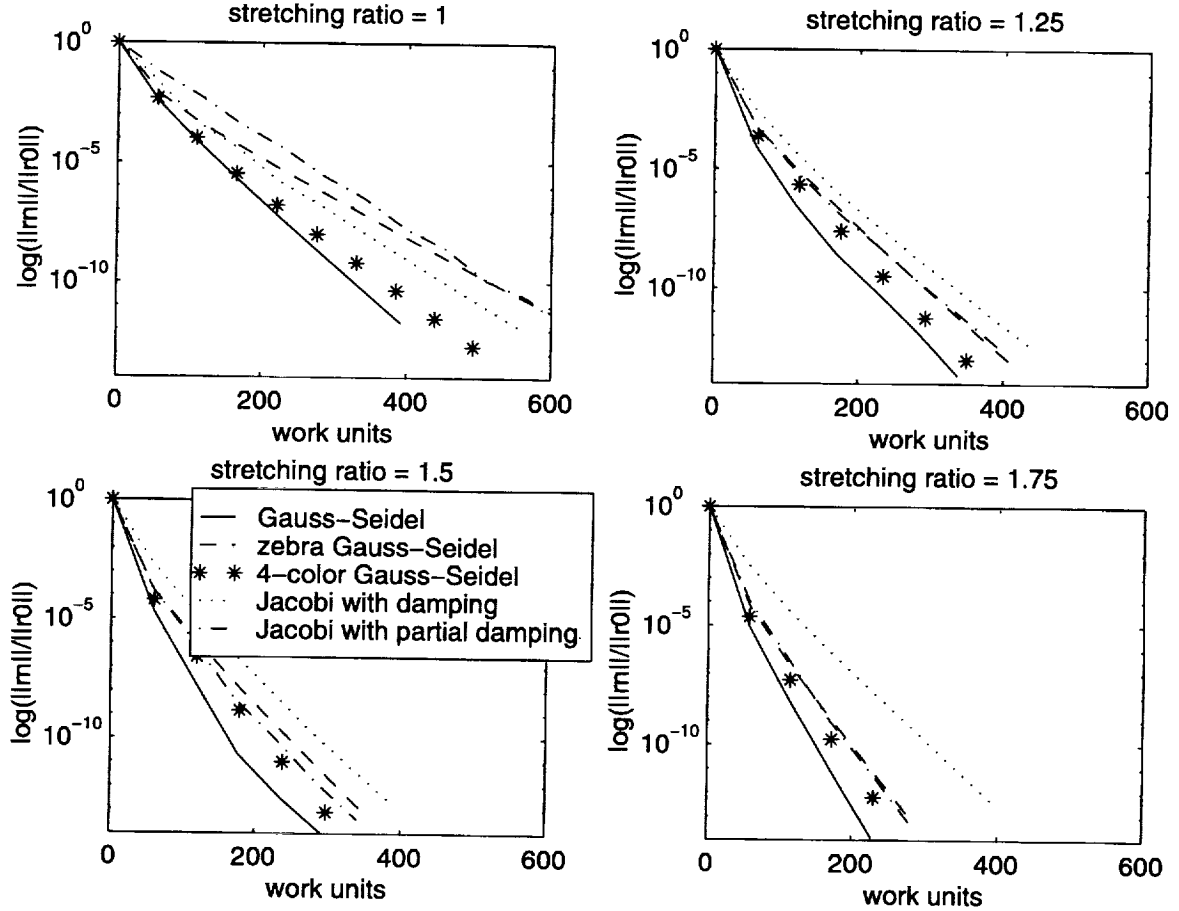 stretching ratio = 1
10^0
10^-5
10^-10
log(||rn||/||r0||)
0 200 400 600
work units
stretching ratio = 1.25
10^0
10^-5
10^-10
log(||rn||/||r0||)
0 200 400 600
work units
stretching ratio = 1.5
10^0
10^-5
10^-10
log(||rn||/||r0||)
Gauss-Seidel
zebra Gauss-Seidel
4-color Gauss-Seidel
Jacobi with damping
Jacobi with partial damping
0 200 400 600
work units
stretching ratio = 1.75
10^0
10^-5
10^-10
log(||rn||/||r0||)
0 200 400 600
work units